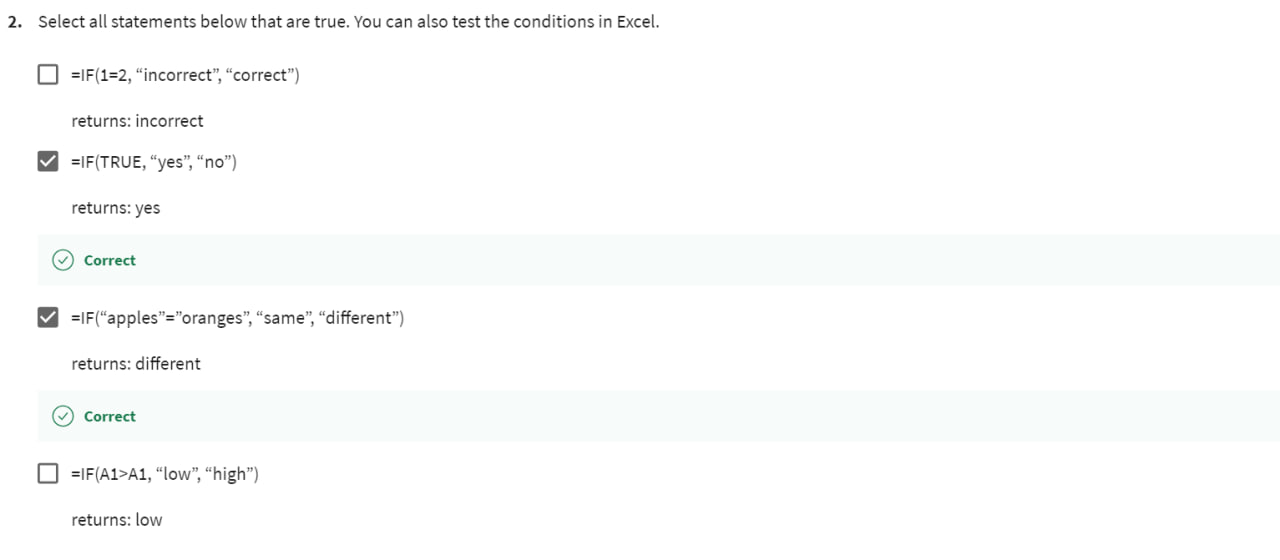 2. Select all statements below that are true. You can also test the conditions in Excel.
=IF(1=2, “incorrect”, “correct”)
returns: incorrect
=IF(TRUE, “yes”, “no”)
returns: yes
Correct
=IF(“apples”=”oranges”, “same”, “different”)
returns: different
Correct
=IF(A1>A1, “low”, “high”)
returns: low